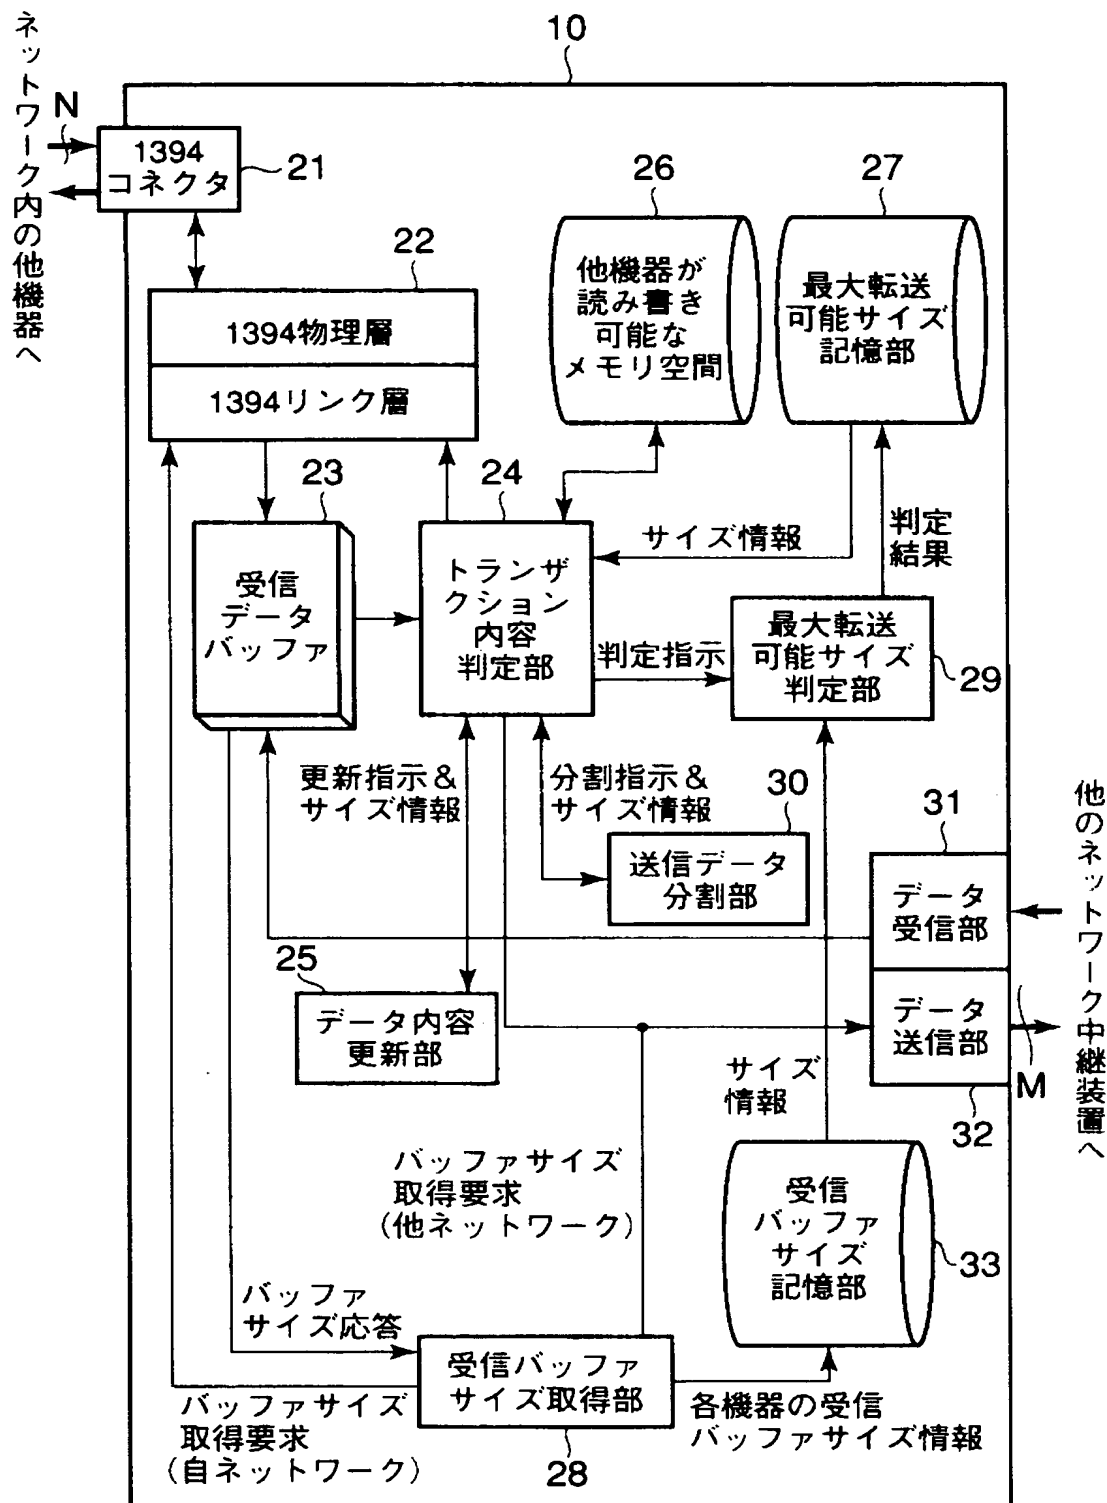 10
ネットワーク内の他機器へ
N
1394
コネクタ
21
22
1394物理層
1394リンク層
26
他機器が
読み書き
可能な
メモリ空間
27
最大転送
可能サイズ
記憶部
23
受信
データ
バッファ
24
トランザ
クション
内容
判定部
サイズ情報
判定
結果
判定指示
最大転送
可能サイズ
判定部
29
更新指示&
サイズ情報
分割指示&
サイズ情報
30
送信データ
分割部
31
データ
受信部
他のネットワーク中継装置へ
25
データ内容
更新部
データ
送信部
M
32
サイズ
情報
バッファサイズ
取得要求
(他ネットワーク)
受信
バッファ
サイズ
記憶部
33
バッファ
サイズ応答
受信バッファ
サイズ取得部
28
バッファサイズ
取得要求
(自ネットワーク)
各機器の受信
バッファサイズ情報